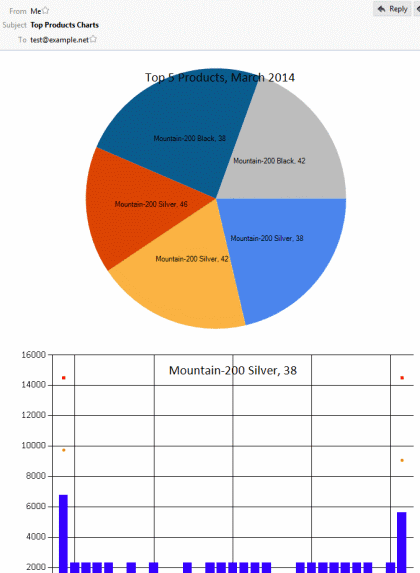 Reply
From Me
Subject Top Products Charts
To test@example.net
Top 5 Products, March 2014
Mountain-200 Black, 38
Mountain-200 Black, 42
Mountain-200 Silver, 46
Mountain-200 Silver, 38
Mountain-200 Silver, 42
16000
Mountain-200 Silver, 38
14000
12000
10000
8000
6000
4000
2000